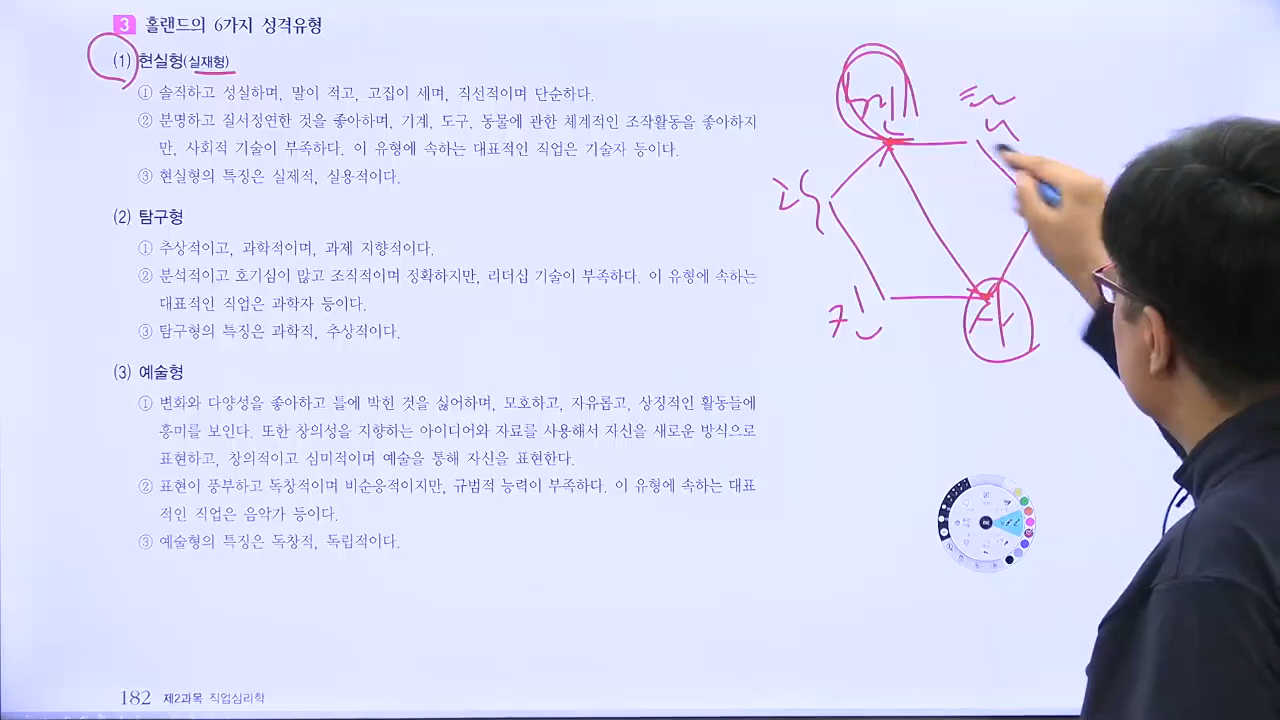 3 홀랜드의 6가지 성격유형
(1) 현실형(실재형)
① 솔직하고 성실하며, 말이 적고, 고집이 세며, 직선적이며 단순하다.
② 분명하고 질서정연한 것을 좋아하며, 기계, 도구, 동물에 관한 체계적인 조작활동을 좋아하지
만, 사회적 기술이 부족하다. 이 유형에 속하는 대표적인 직업은 기술자 등이다.
③ 현실형의 특징은 실제적, 실용적이다.
(2) 탐구형
① 추상적이고, 과학적이며, 과제 지향적이다.
② 분석적이고 호기심이 많고 조직적이며 정확하지만, 리더십 기술이 부족하다. 이 유형에 속하는
대표적인 직업은 과학자 등이다.
③ 탐구형의 특징은 과학적, 추상적이다.
(3) 예술형
① 변화와 다양성을 좋아하고 틀에 박힌 것을 싫어하며, 모호하고, 자유롭고, 상징적인 활동들에
흥미를 보인다. 또한 창의성을 지향하는 아이디어와 자료를 사용해서 자신을 새로운 방식으로
표현하고, 창의적이고 심미적이며 예술을 통해 자신을 표현한다.
② 표현이 풍부하고 독창적이며 비순응적이지만, 규범적 능력이 부족하다. 이 유형에 속하는 대표
적인 직업은 음악가 등이다.
③ 예술형의 특징은 독창적, 독립적이다.
현
사
182 제2과목 직업심리학